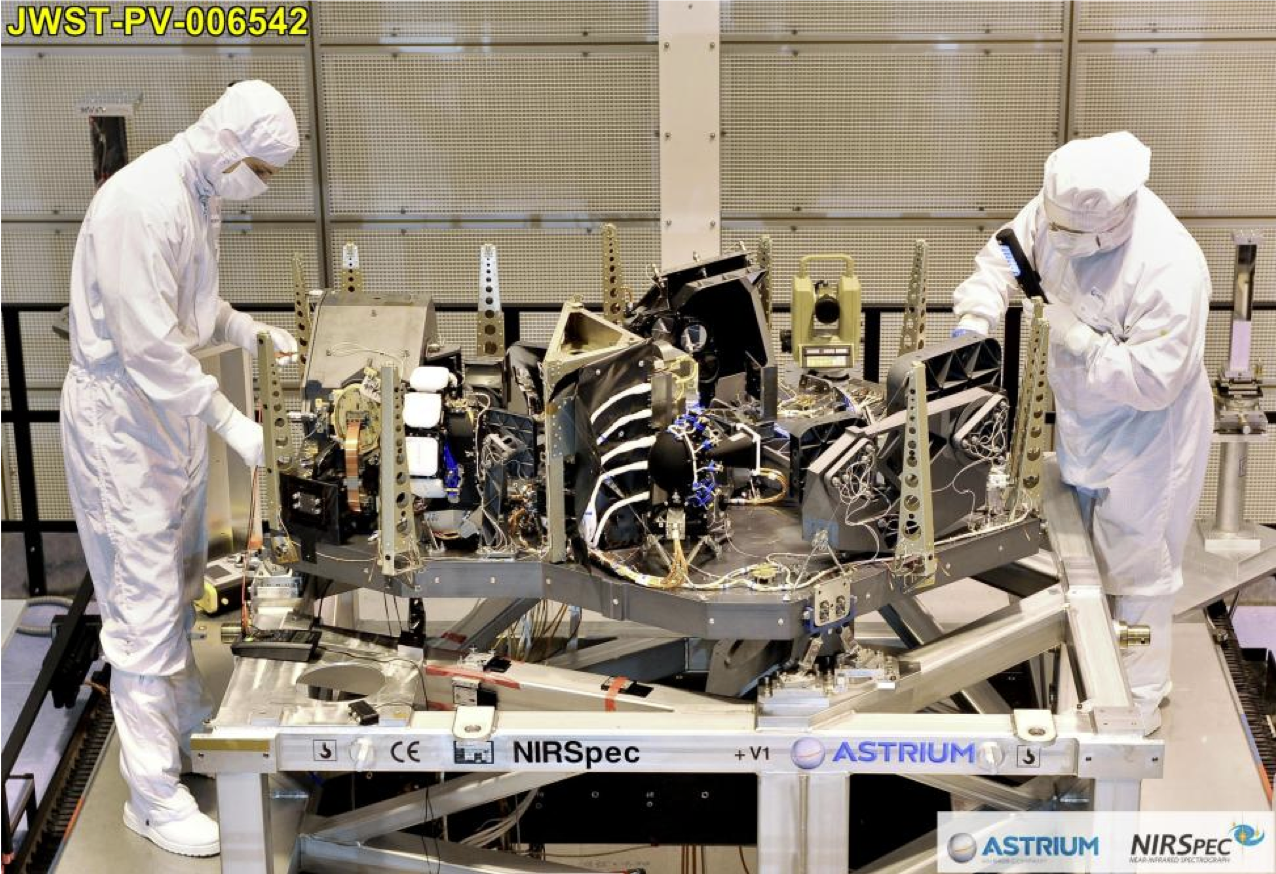 JWST-PV-006542
CE NIRSpec +V1 ASTRIUM
ASTRIUM NIRSPEC
NEAR-INFRARED SPECTROGRAPH